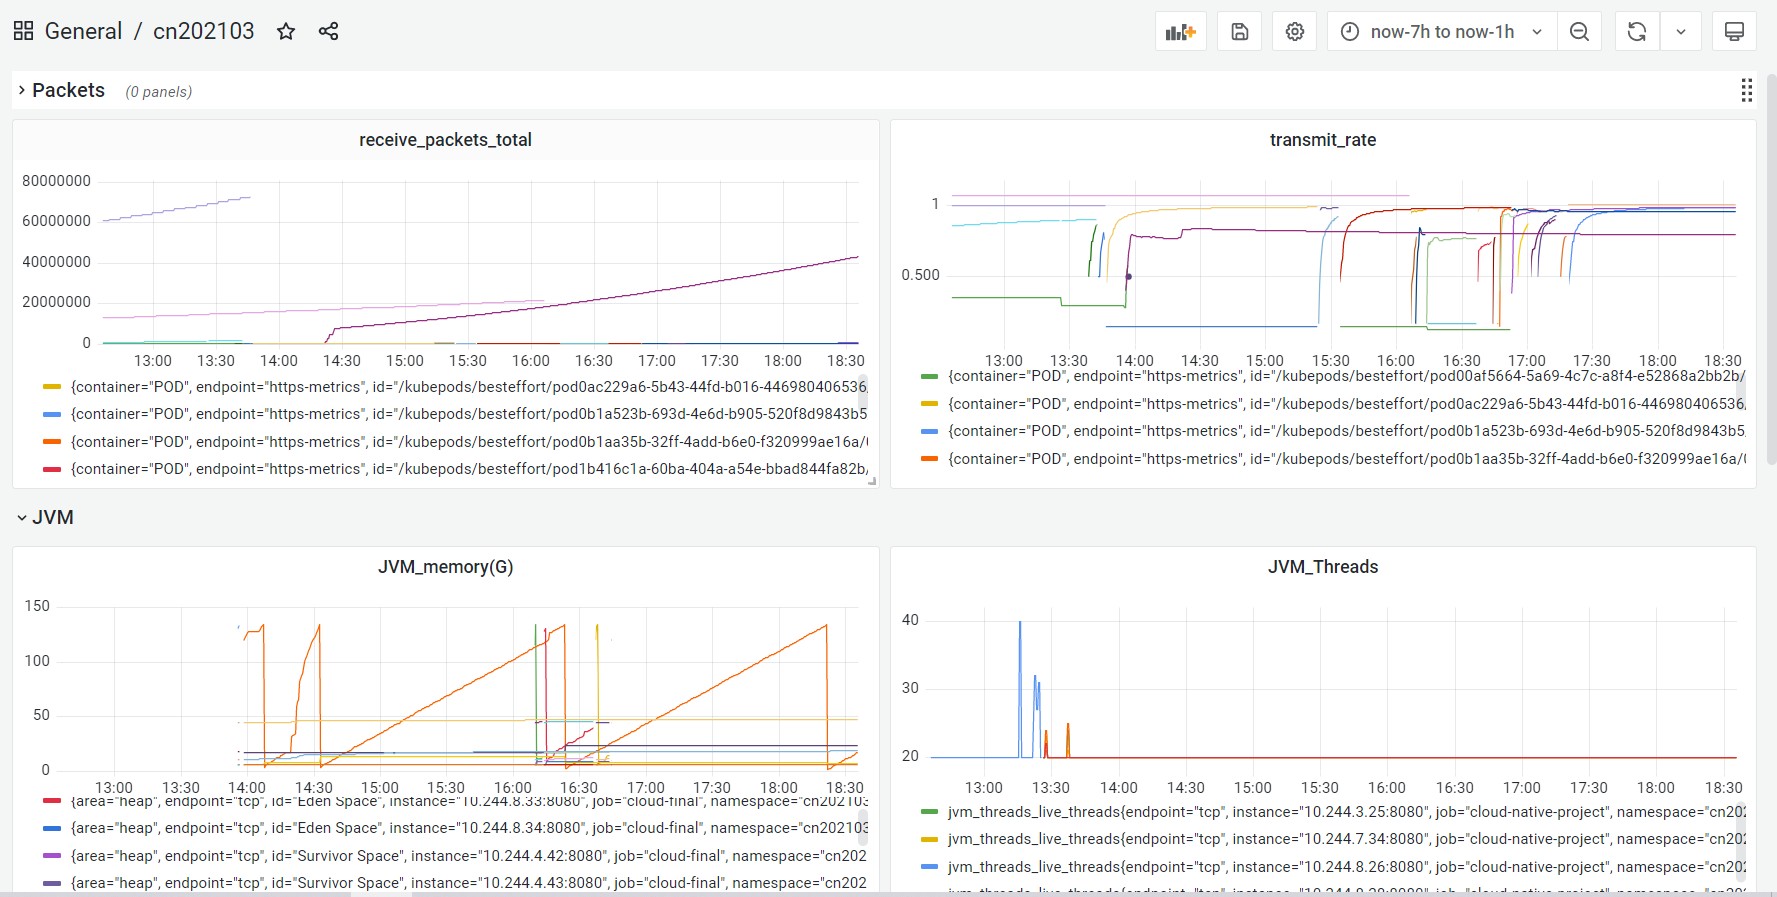 General / cn202103
now-7h to now-1h
Packets (0 panels)
receive_packets_total
80000000
60000000
40000000
20000000
0
13:00 13:30 14:00 14:30 15:00 15:30 16:00 16:30 17:00 17:30 18:00 18:30
{container="POD", endpoint="https-metrics", id="/kubepods/besteffort/pod0ac229a6-5b43-44fd-b016-446980406536,
{container="POD", endpoint="https-metrics", id="/kubepods/besteffort/pod0b1a523b-693d-4e6d-b905-520f8d9843b5
{container="POD", endpoint="https-metrics", id="/kubepods/besteffort/pod0b1aa35b-32ff-4add-b6e0-f320999ae16a/
{container="POD", endpoint="https-metrics", id="/kubepods/besteffort/pod1b416c1a-60ba-404a-a54e-bbad844fa82b,
transmit_rate
1
0.500
13:00 13:30 14:00 14:30 15:00 15:30 16:00 16:30 17:00 17:30 18:00 18:30
{container="POD", endpoint="https-metrics", id="/kubepods/besteffort/pod00af5664-5a69-4c7c-a8f4-e52868a2bb2b/
{container="POD", endpoint="https-metrics", id="/kubepods/besteffort/pod0ac229a6-5b43-44fd-b016-446980406536,
{container="POD", endpoint="https-metrics", id="/kubepods/besteffort/pod0b1a523b-693d-4e6d-b905-520f8d9843b5,
{container="POD", endpoint="https-metrics", id="/kubepods/besteffort/pod0b1aa35b-32ff-4add-b6e0-f320999ae16a/
JVM
JVM_memory(G)
150
100
50
0
13:00 13:30 14:00 14:30 15:00 15:30 16:00 16:30 17:00 17:30 18:00 18:30
{area="heap", endpoint="tcp", id="Eden Space", instance="10.244.8.33:8080", job="cloud-final", namespace="cn202103
{area="heap", endpoint="tcp", id="Eden Space", instance="10.244.8.34:8080", job="cloud-final", namespace="cn202103
{area="heap", endpoint="tcp", id="Survivor Space", instance="10.244.4.42:8080", job="cloud-final", namespace="cn202
{area="heap", endpoint="tcp", id="Survivor Space", instance="10.244.4.43:8080", job="cloud-final", namespace="cn202
JVM_Threads
40
30
20
13:00 13:30 14:00 14:30 15:00 15:30 16:00 16:30 17:00 17:30 18:00 18:30
jvm_threads_live_threads{endpoint="tcp", instance="10.244.3.25:8080", job="cloud-native-project", namespace="cn202
jvm_threads_live_threads{endpoint="tcp", instance="10.244.7.34:8080", job="cloud-native-project", namespace="cn202
jvm_threads_live_threads{endpoint="tcp", instance="10.244.8.26:8080", job="cloud-native-project", namespace="cn202